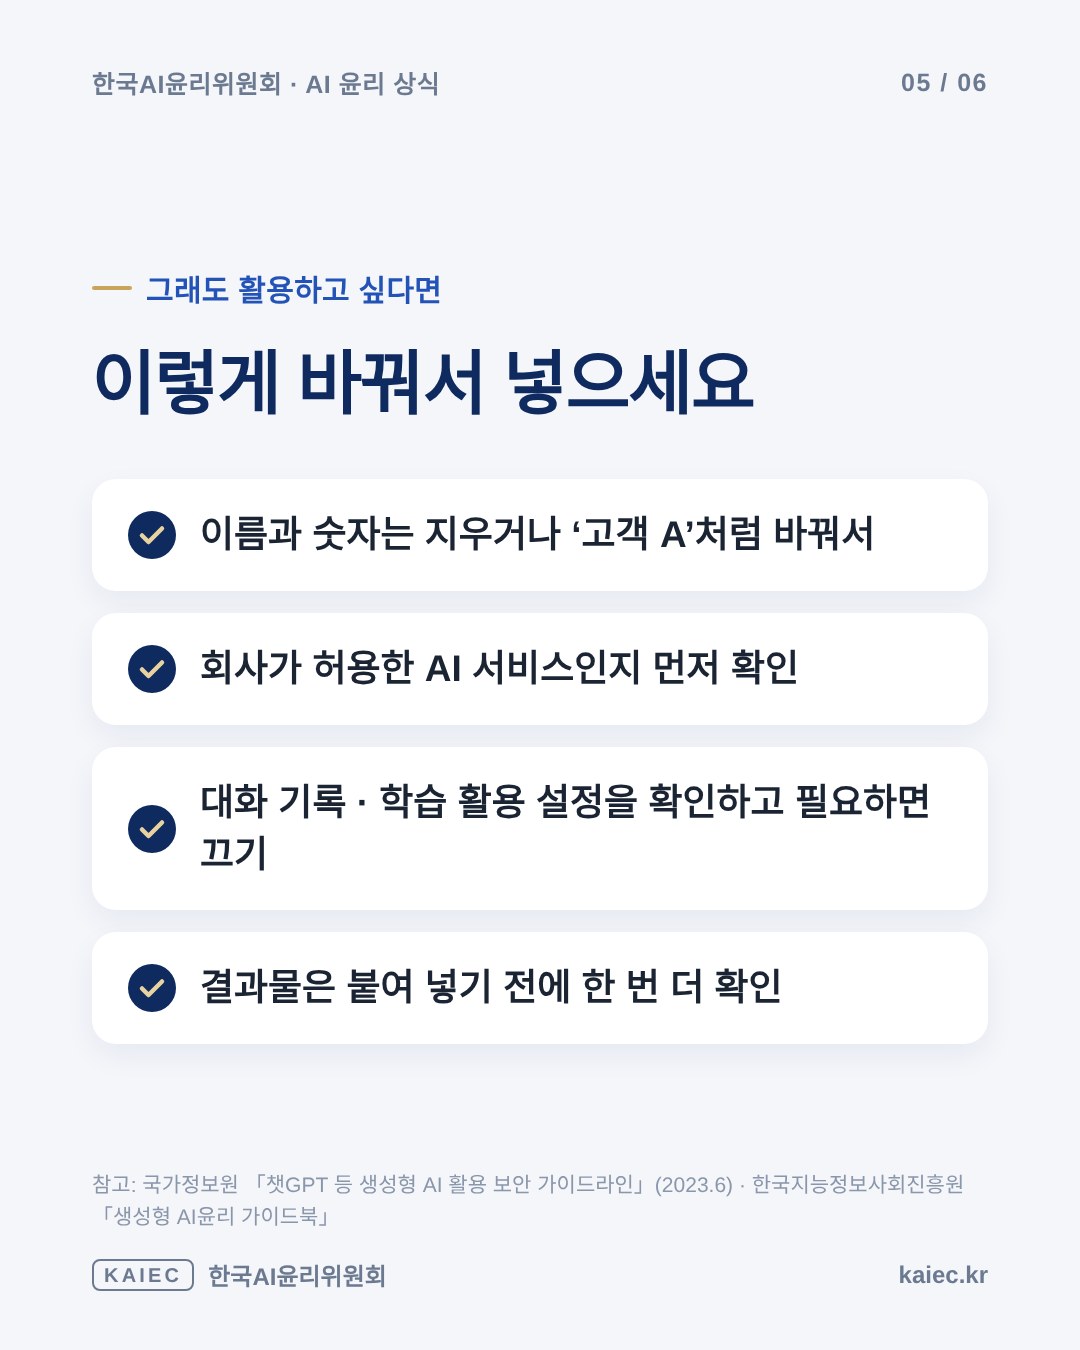 한국AI윤리위원회 · AI 윤리 상식
05 / 06
그래도 활용하고 싶다면
이렇게 바꿔서 넣으세요
이름과 숫자는 지우거나 ‘고객 A’처럼 바꿔서
회사가 허용한 AI 서비스인지 먼저 확인
대화 기록 · 학습 활용 설정을 확인하고 필요하면
끄기
결과물은 붙여 넣기 전에 한 번 더 확인
참고: 국가정보원 「챗GPT 등 생성형 AI 활용 보안 가이드라인」(2023.6) · 한국지능정보사회진흥원
「생성형 AI윤리 가이드북」
KAIEC 한국AI윤리위원회
kaiec.kr